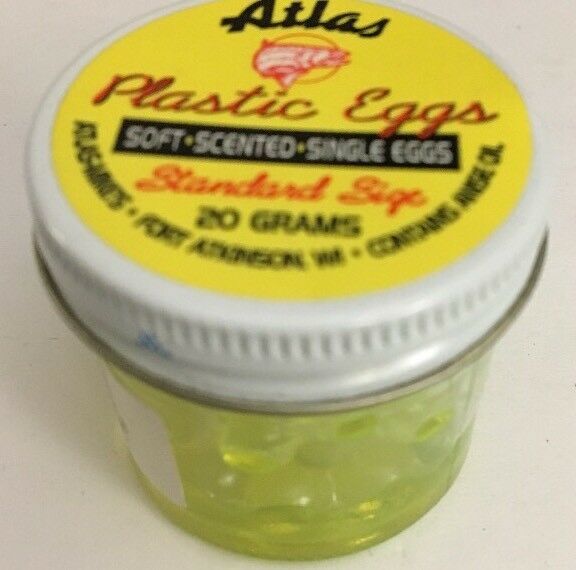 Atlas
Plastic Eggs
SOFT•SCENTED•SINGLE EGGS
Standard Size
20 GRAMS
ATLAS-MIKE'S • FORT ATKINSON, WI • CONTAINS ANISE OIL